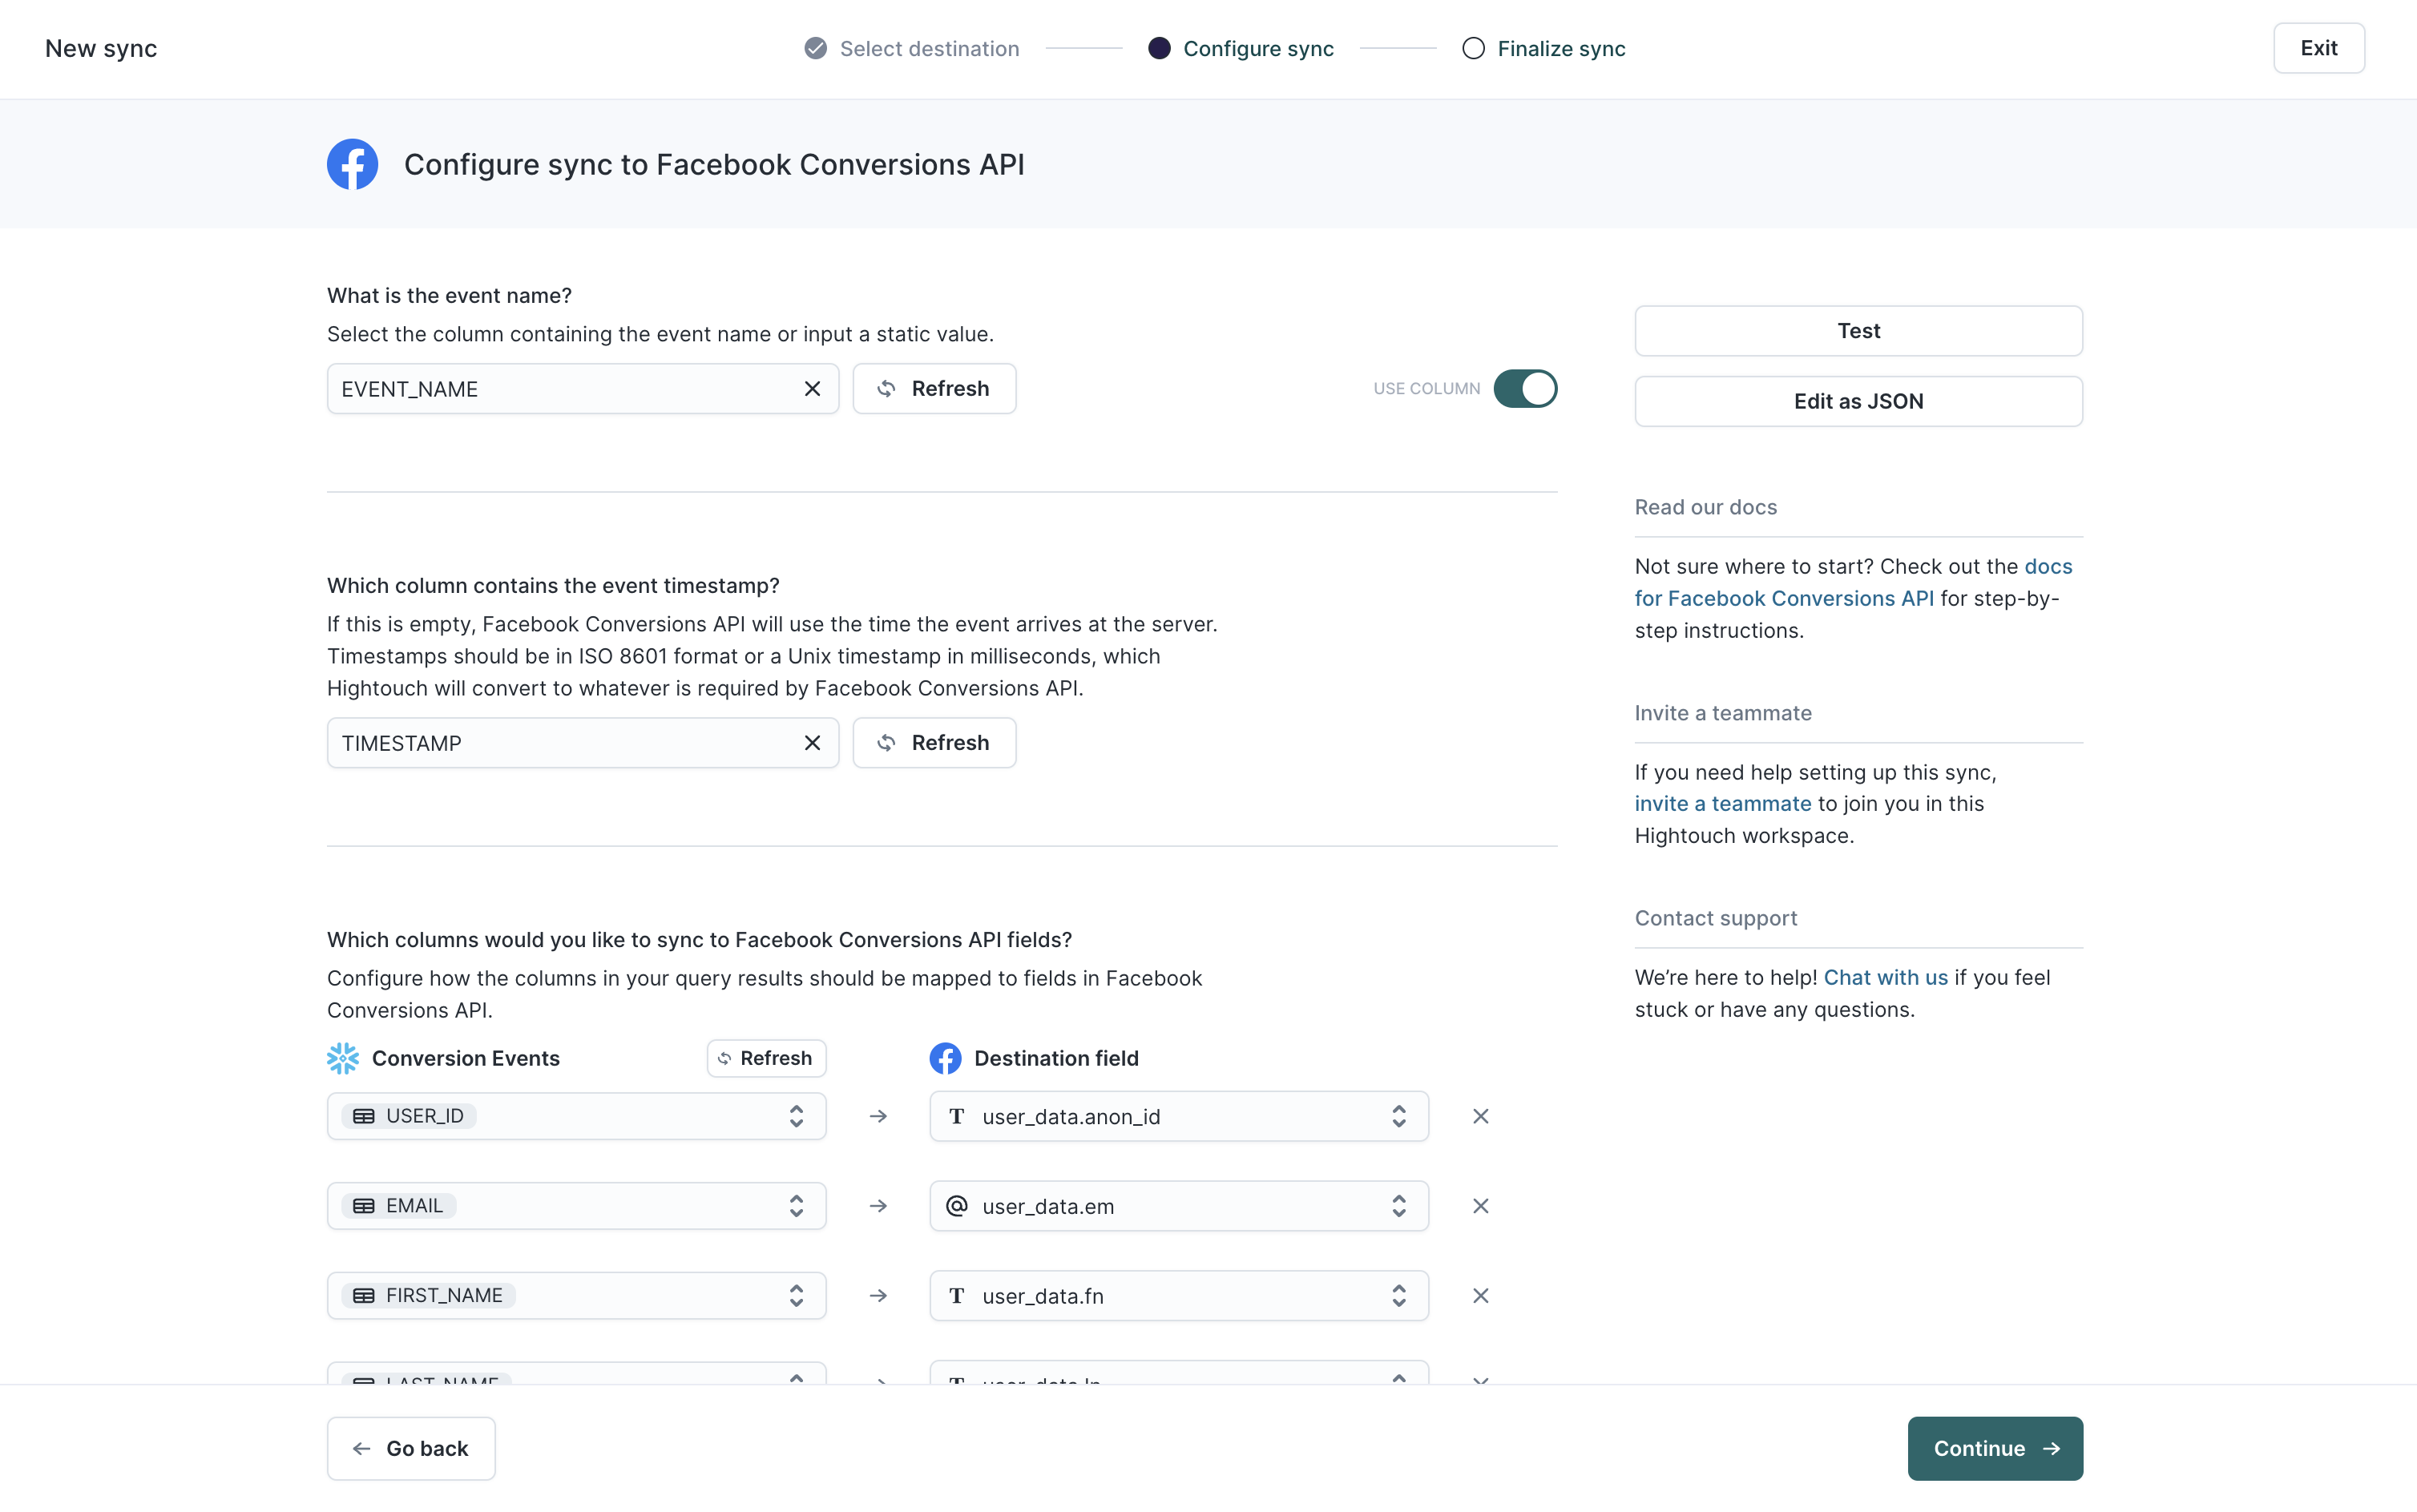 New sync
Select destination
Configure sync
Finalize sync
Exit
Configure sync to Facebook Conversions API
What is the event name?
Select the column containing the event name or input a static value.
EVENT_NAME
Refresh
USE COLUMN
Test
Edit as JSON
Which column contains the event timestamp?
If this is empty, Facebook Conversions API will use the time the event arrives at the server.
Timestamps should be in ISO 8601 format or a Unix timestamp in milliseconds, which
Hightouch will convert to whatever is required by Facebook Conversions API.
TIMESTAMP
Refresh
Read our docs
Not sure where to start? Check out the docs
for Facebook Conversions API for step-by-
step instructions.
Invite a teammate
If you need help setting up this sync,
invite a teammate to join you in this
Hightouch workspace.
Contact support
We’re here to help! Chat with us if you feel
stuck or have any questions.
Which columns would you like to sync to Facebook Conversions API fields?
Configure how the columns in your query results should be mapped to fields in Facebook
Conversions API.
Conversion Events
Refresh
Destination field
USER_ID
T user_data.anon_id
EMAIL
@ user_data.em
FIRST_NAME
T user_data.fn
LAST_NAME
T user_data.ln
Go back
Continue